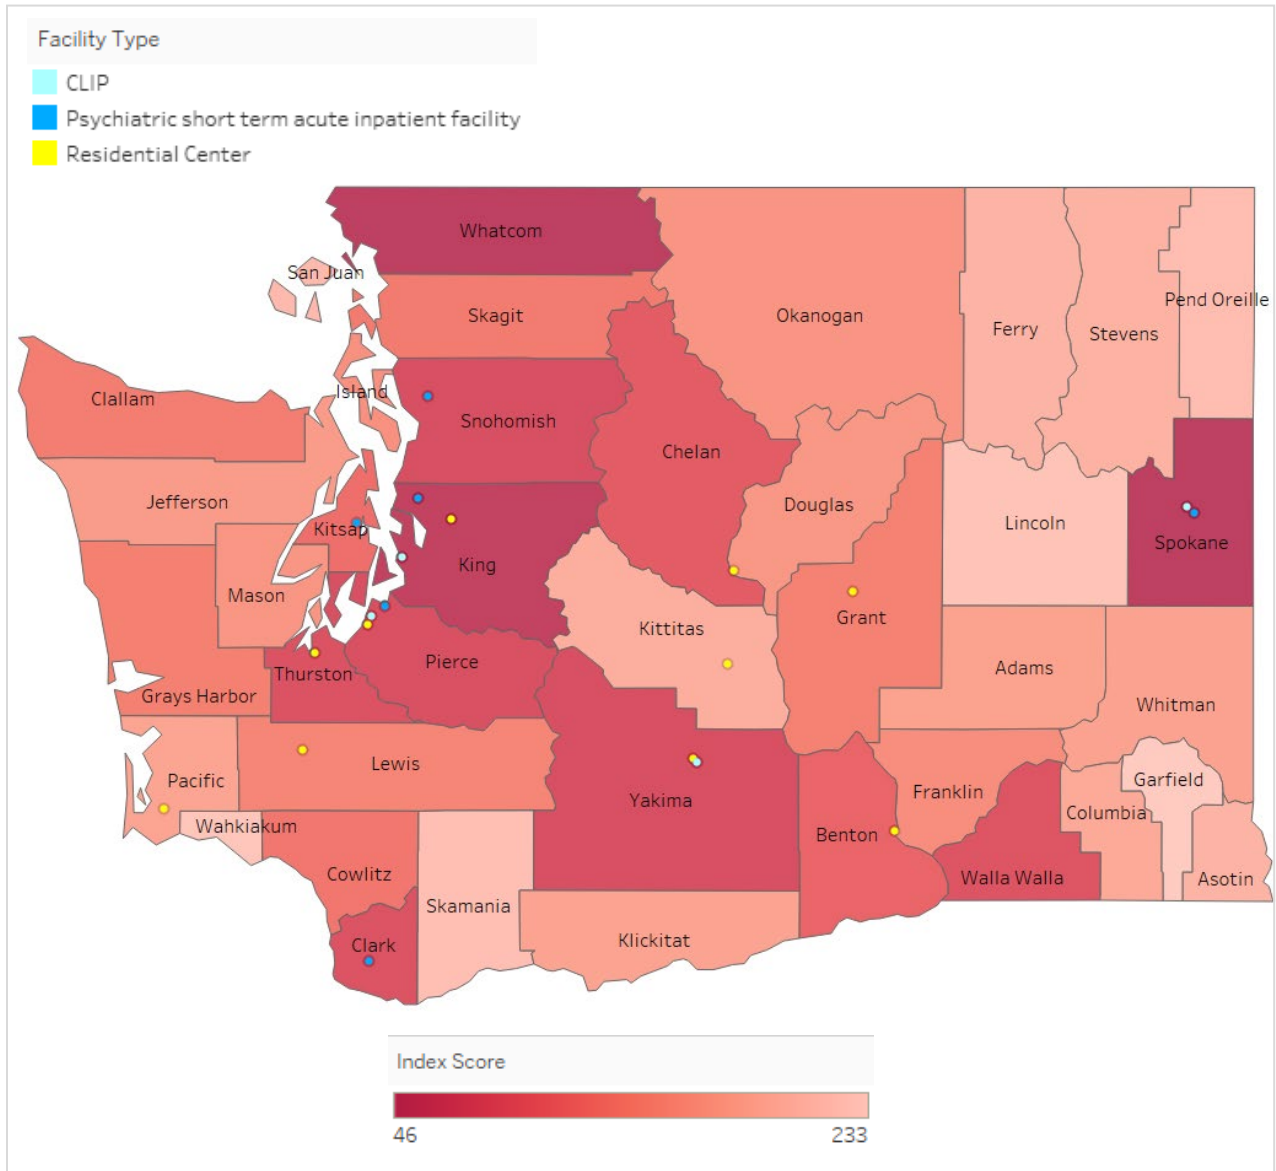 Facility Type
CLIP
Psychiatric short term acute inpatient facility
Residential Center
Whatcom
San Juan
Pend Oreille
Skagit
Okanogan
Ferry
Stevens
Island
Clallam
Snohomish
Chelan
Jefferson
Douglas
Lincoln
Kitsap
Spokane
King
Mason
Grant
Kittitas
Pierce
Adams
Thurston
Grays Harbor
Whitman
Lewis
Pacific
Garfield
Franklin
Yakima
Columbia
Wahkiakum
Benton
Cowlitz
Walla Walla
Asotin
Skamania
Klickitat
Clark
Index Score
46
233